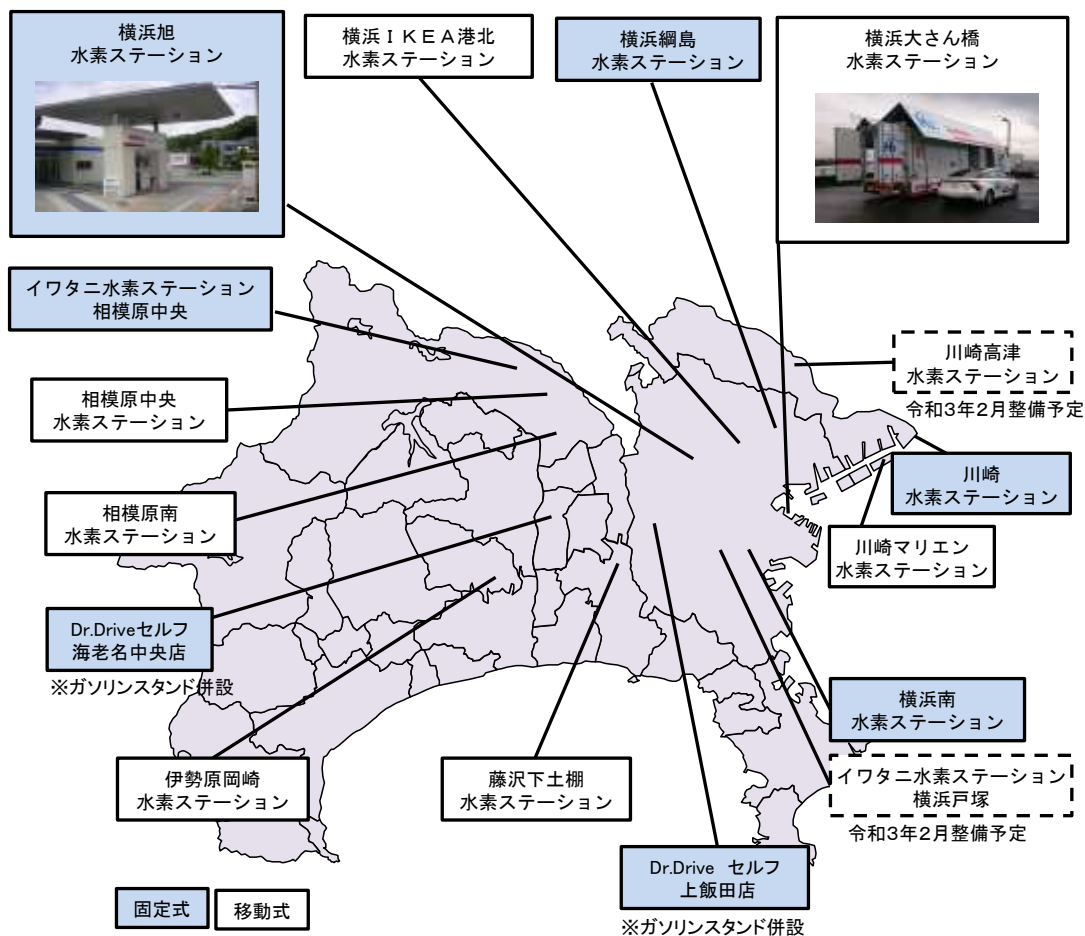 横浜旭
水素ステーション
横浜ＩＫＥＡ港北
水素ステーション
横浜綱島
水素ステーション
横浜大さん橋
水素ステーション
イワタニ水素ステーション
相模原中央
川崎高津
水素ステーション
令和3年2月整備予定
相模原中央
水素ステーション
川崎
水素ステーション
相模原南
水素ステーション
川崎マリエン
水素ステーション
Dr.Driveセルフ
海老名中央店
※ガソリンスタンド併設
横浜南
水素ステーション
伊勢原岡崎
水素ステーション
藤沢下土棚
水素ステーション
イワタニ水素ステーション
横浜戸塚
令和3年2月整備予定
Dr.Drive セルフ
上飯田店
※ガソリンスタンド併設
固定式
移動式